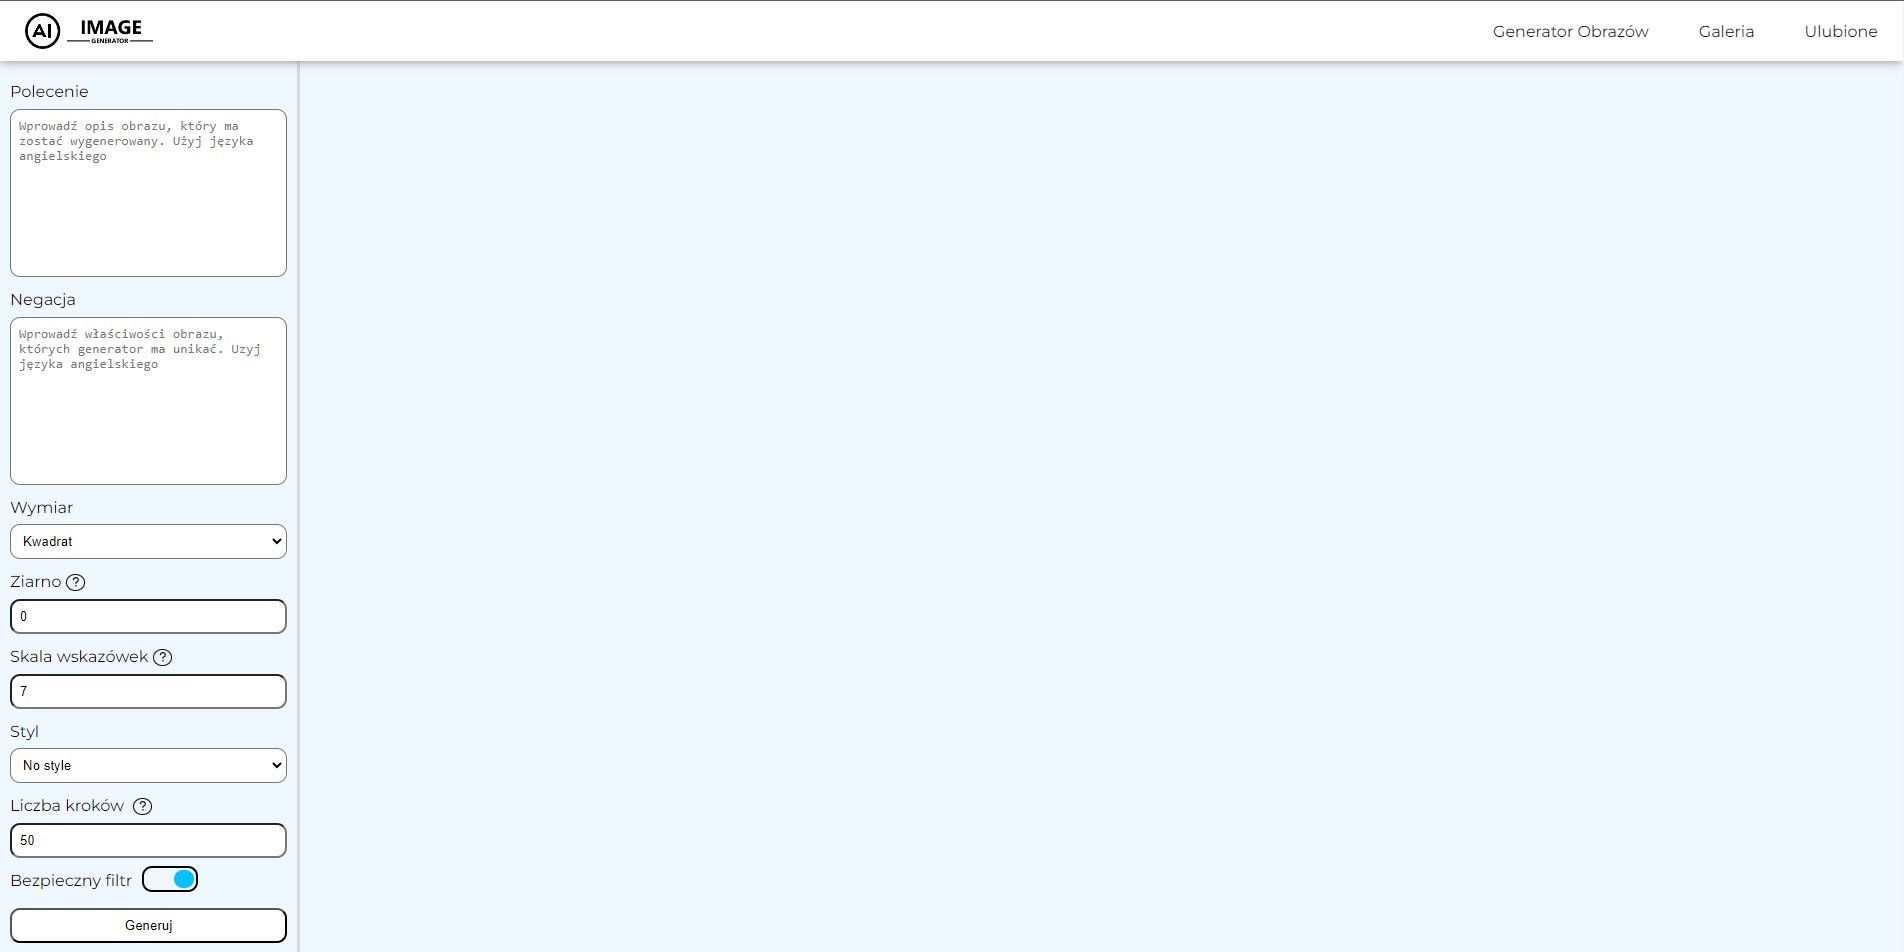 AI IMAGE
GENERATOR
Generator Obrazów Galeria Ulubione
Polecenie
Wprowadź opis obrazu, który ma
zostać wygenerowany. Użyj języka
angielskiego
Negacja
Wprowadź właściwości obrazu,
których generator ma unikać. Uzyj
języka angielskiego
Wymiar
Kwadrat
Ziarno ?
0
Skala wskazówek ?
7
Styl
No style
Liczba kroków ?
50
Bezpieczny filtr
Generuj